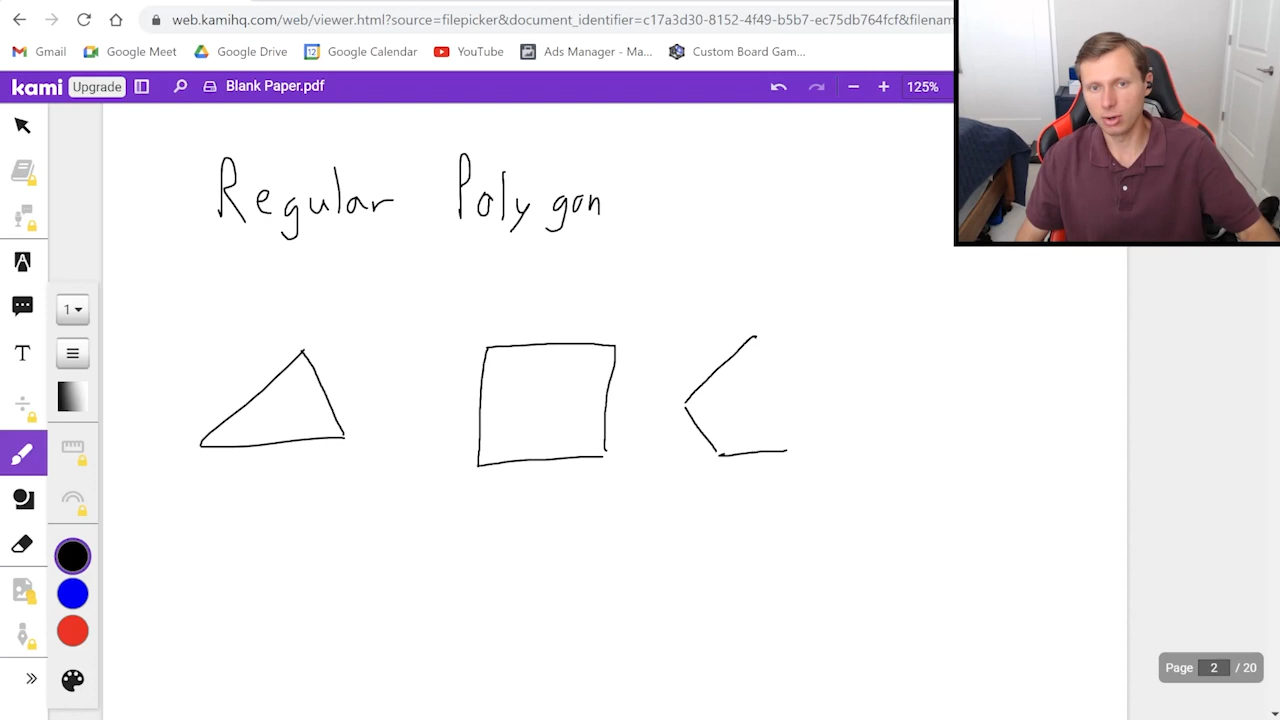 web.kamihq.com/web/viewer.html?source=filepicker&document_identifier=c17a3d30-8152-4f49-b5b7-ec75db764fcf&filenam
Gmail Google Meet Google Drive 12 Google Calendar YouTube Ads Manager - Ma... Custom Board Gam...
kami Upgrade Blank Paper.pdf 125%
Regular Polygon
1
A
T
Page 2 / 20